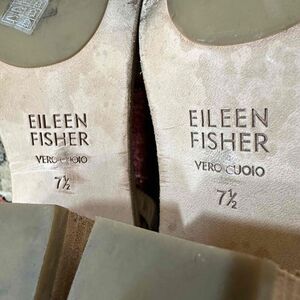 EILEEN
FISHER
VERO CUOIO
7½
EILEEN
FISHER
VERO CUOIO
7½